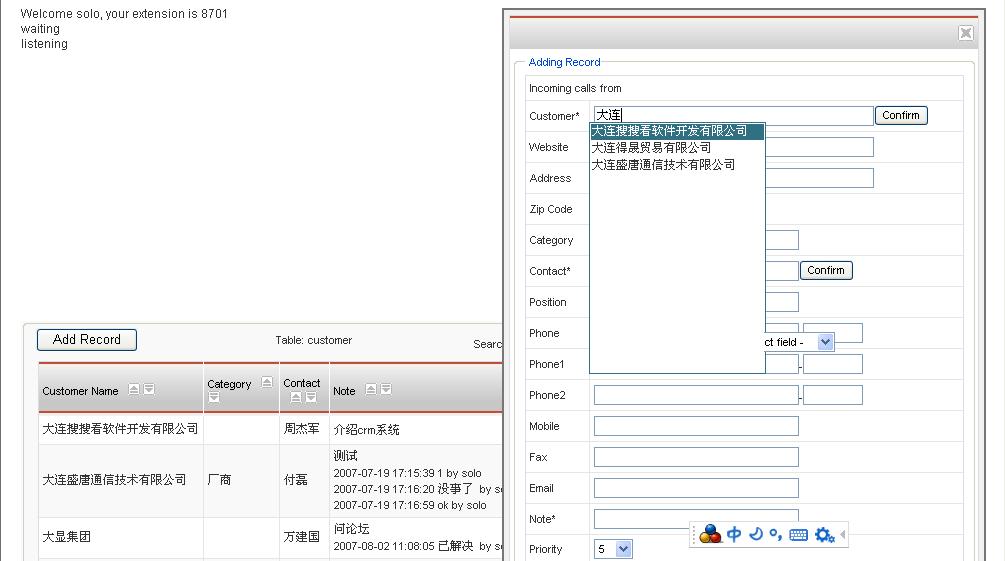 Welcome solo, your extension is 8701
waiting
listening
Add Record
Table: customer
Searc
Customer Name
Category
Contact
Note
大连搜搜看软件开发有限公司
周杰军
介绍crm系统
大连盛唐通信技术有限公司
厂商
付磊
测试
2007-07-19 17:15:39 1 by solo
2007-07-19 17:16:20 没事了 by s
2007-07-19 17:16:59 ok by solo
大显集团
万建国
问论坛
2007-08-02 11:08:05 已解决 by s
Adding Record
Incoming calls from
Customer*
大连
Confirm
大连搜搜看软件开发有限公司
大连得晟贸易有限公司
大连盛唐通信技术有限公司
Website
Address
Zip Code
Category
Contact*
Confirm
Position
Phone
-
ct field -
Phone1
-
Phone2
-
Mobile
Fax
Email
Note*
中
Priority
5